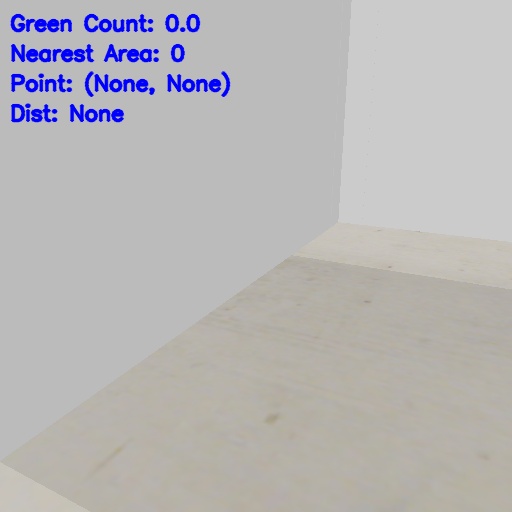 Green Count: 0.0
Nearest Area: 0
Point: (None, None)
Dist: None